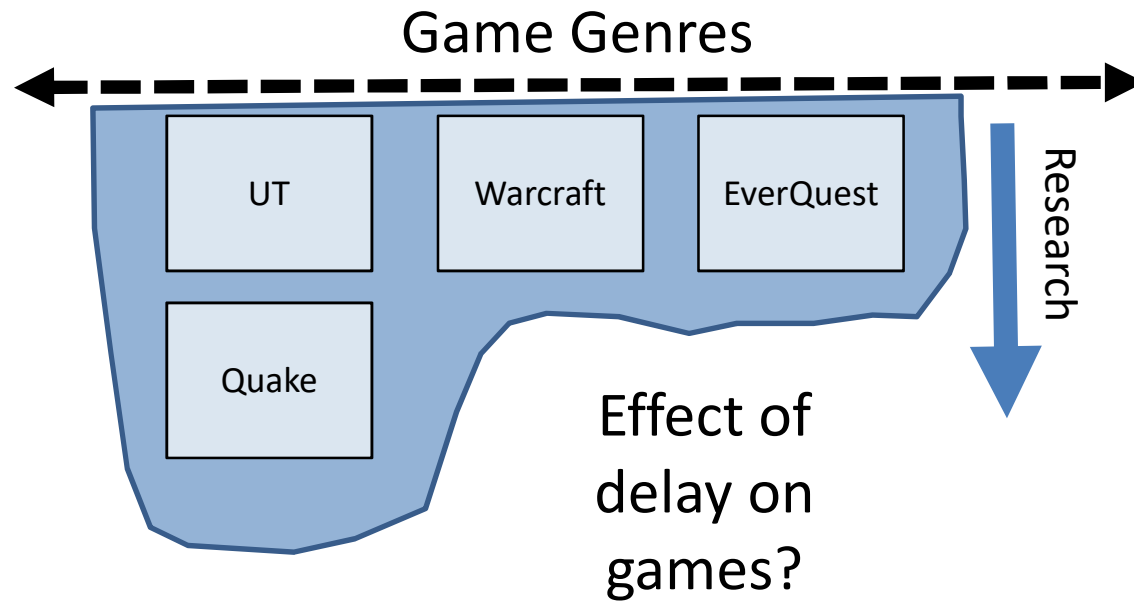 Game Genres
UT
Warcraft
EverQuest
Research
Quake
Effect of
delay on
games?